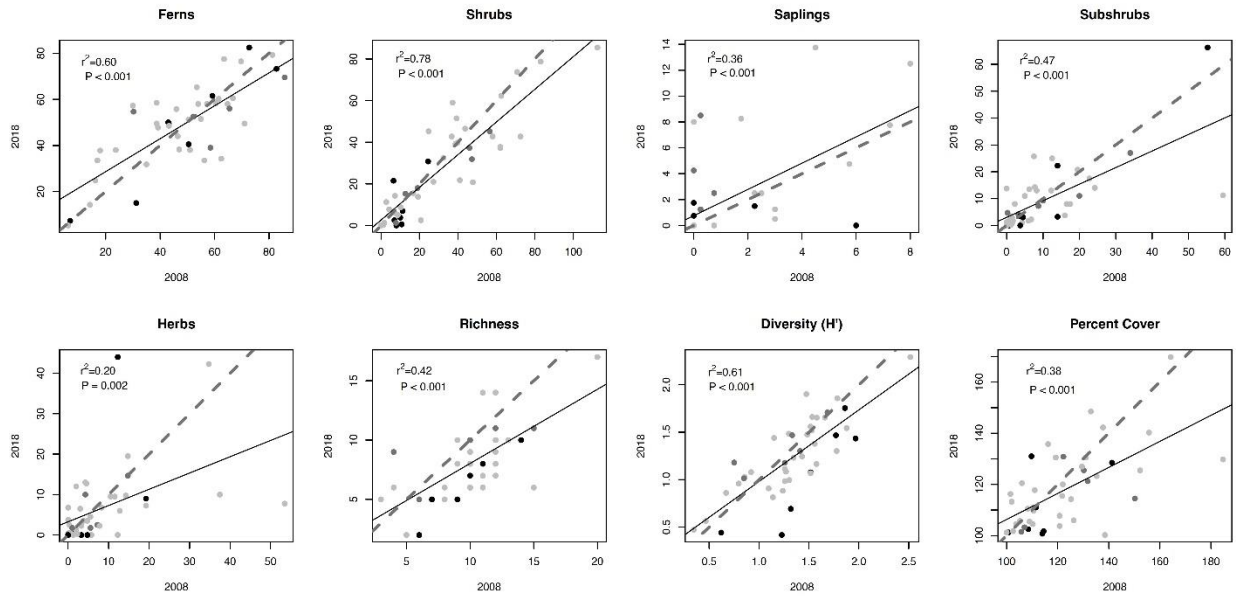 Ferns
r²=0.60
P < 0.001
80
60
40
20
2018
0 20 40 60 80
2008
Shrubs
r²=0.78
P < 0.001
80
60
40
20
0
2018
0 20 40 60 80 100
2008
Saplings
r²=0.36
P < 0.001
14
12
10
8
6
4
2
0
2018
0 2 4 6 8
2008
Subshrubs
r²=0.47
P < 0.001
60
50
40
30
20
10
0
2018
0 10 20 30 40 50 60
2008
Herbs
r²=0.20
P = 0.002
40
30
20
10
0
2018
0 10 20 30 40 50
2008
Richness
r²=0.42
P < 0.001
15
10
5
2018
5 10 15 20
2008
Diversity (H')
r²=0.61
P < 0.001
2.0
1.5
1.0
0.5
2018
0.5 1.0 1.5 2.0 2.5
2008
Percent Cover
r²=0.38
P < 0.001
160
140
120
100
2018
100 120 140 160 180
2008